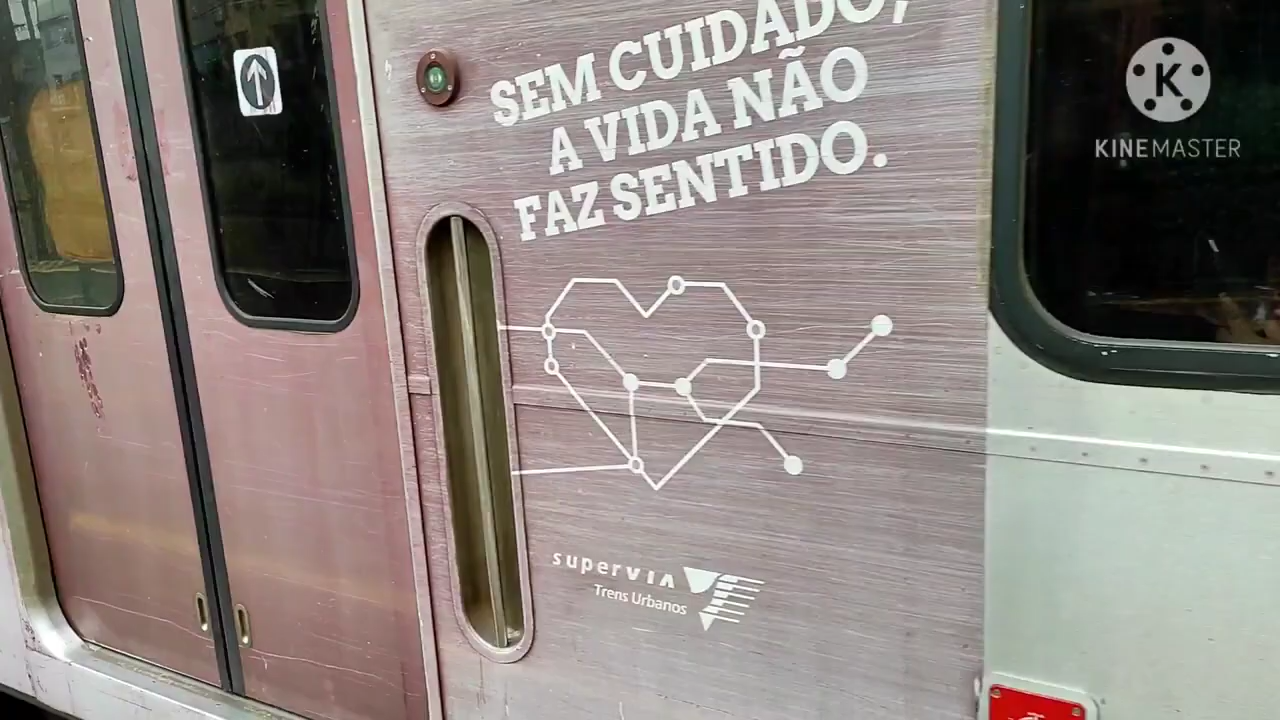 SEM CUIDADO,
A VIDA NÃO
FAZ SENTIDO.
supervia
Trens Urbanos
K
KINEMASTER